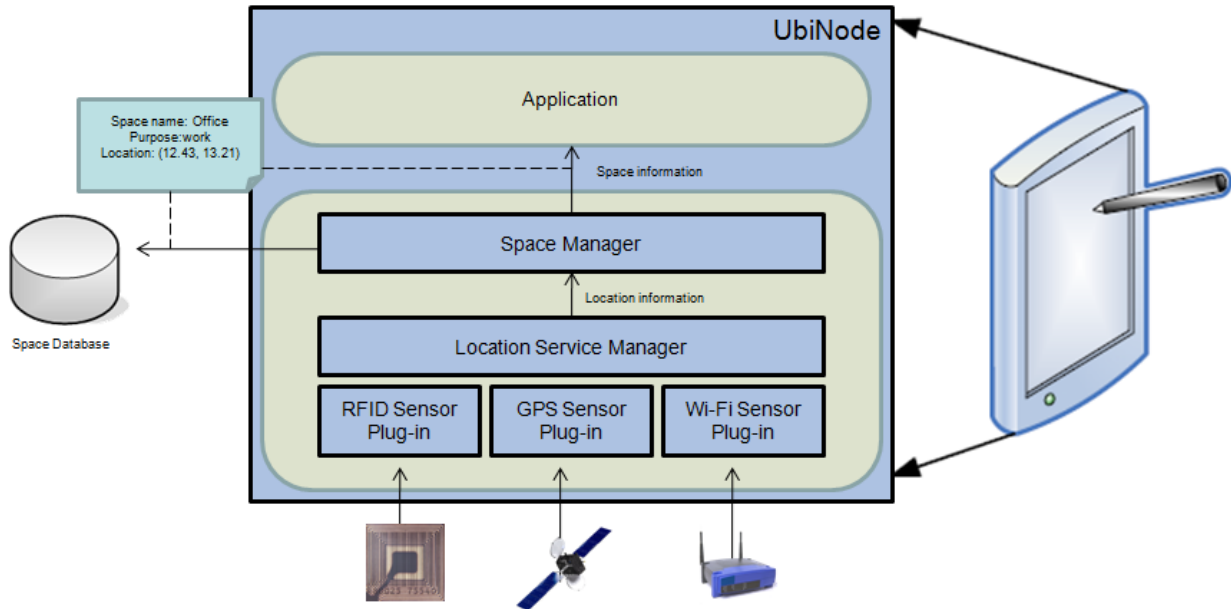 UbiNode
Application
Space name: Office
Purpose:work
Location: (12.43, 13.21)
Space information
Space Manager
Location information
Space Database
Location Service Manager
RFID Sensor
Plug-in
GPS Sensor
Plug-in
Wi-Fi Sensor
Plug-in